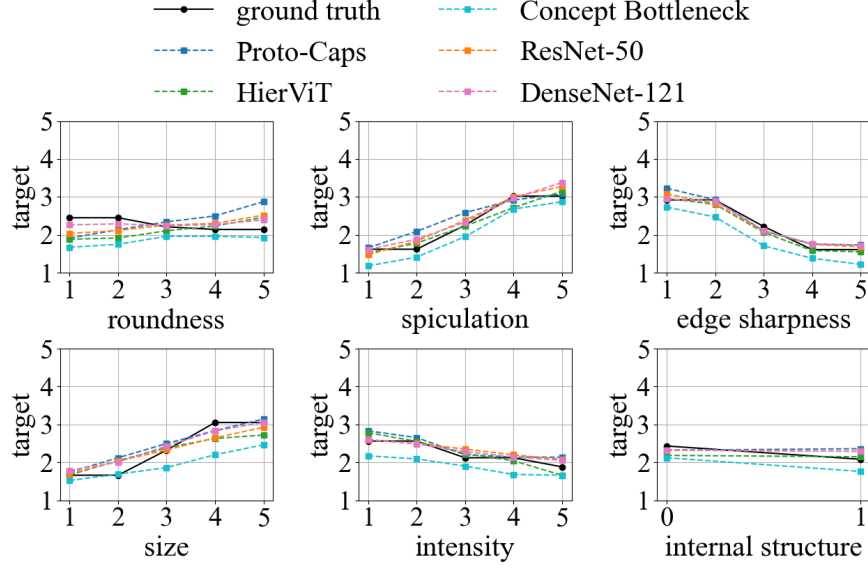 ground truth
Concept Bottleneck
Proto-Caps
ResNet-50
HierViT
DenseNet-121
5
4
3
2
1
target
1 2 3 4 5
roundness
5
4
3
2
1
target
1 2 3 4 5
spiculation
5
4
3
2
1
target
1 2 3 4 5
edge sharpness
5
4
3
2
1
target
1 2 3 4 5
size
5
4
3
2
1
target
1 2 3 4 5
intensity
5
4
3
2
1
target
0 1
internal structure